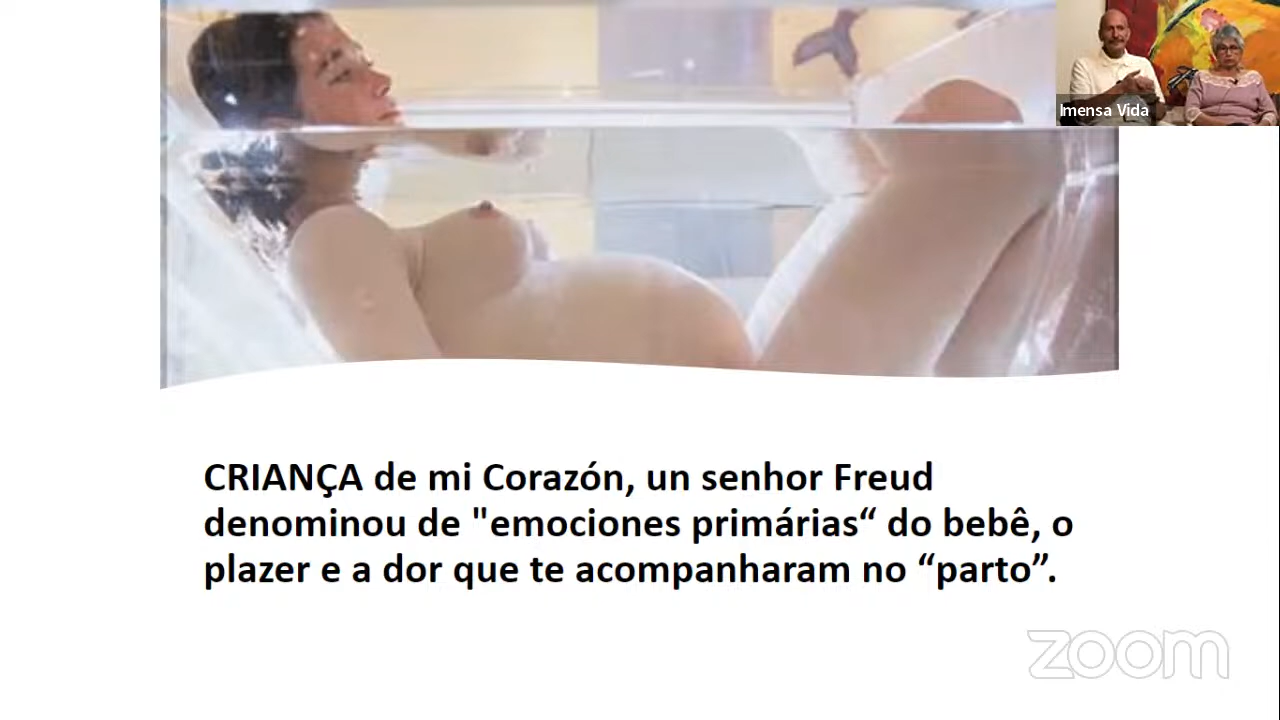 Imensa Vida
CRIANÇA de mi Corazón, un senhor Freud
denominou de "emociones primárias“ do bebê, o
plazer e a dor que te acompanharam no “parto”.
zoom